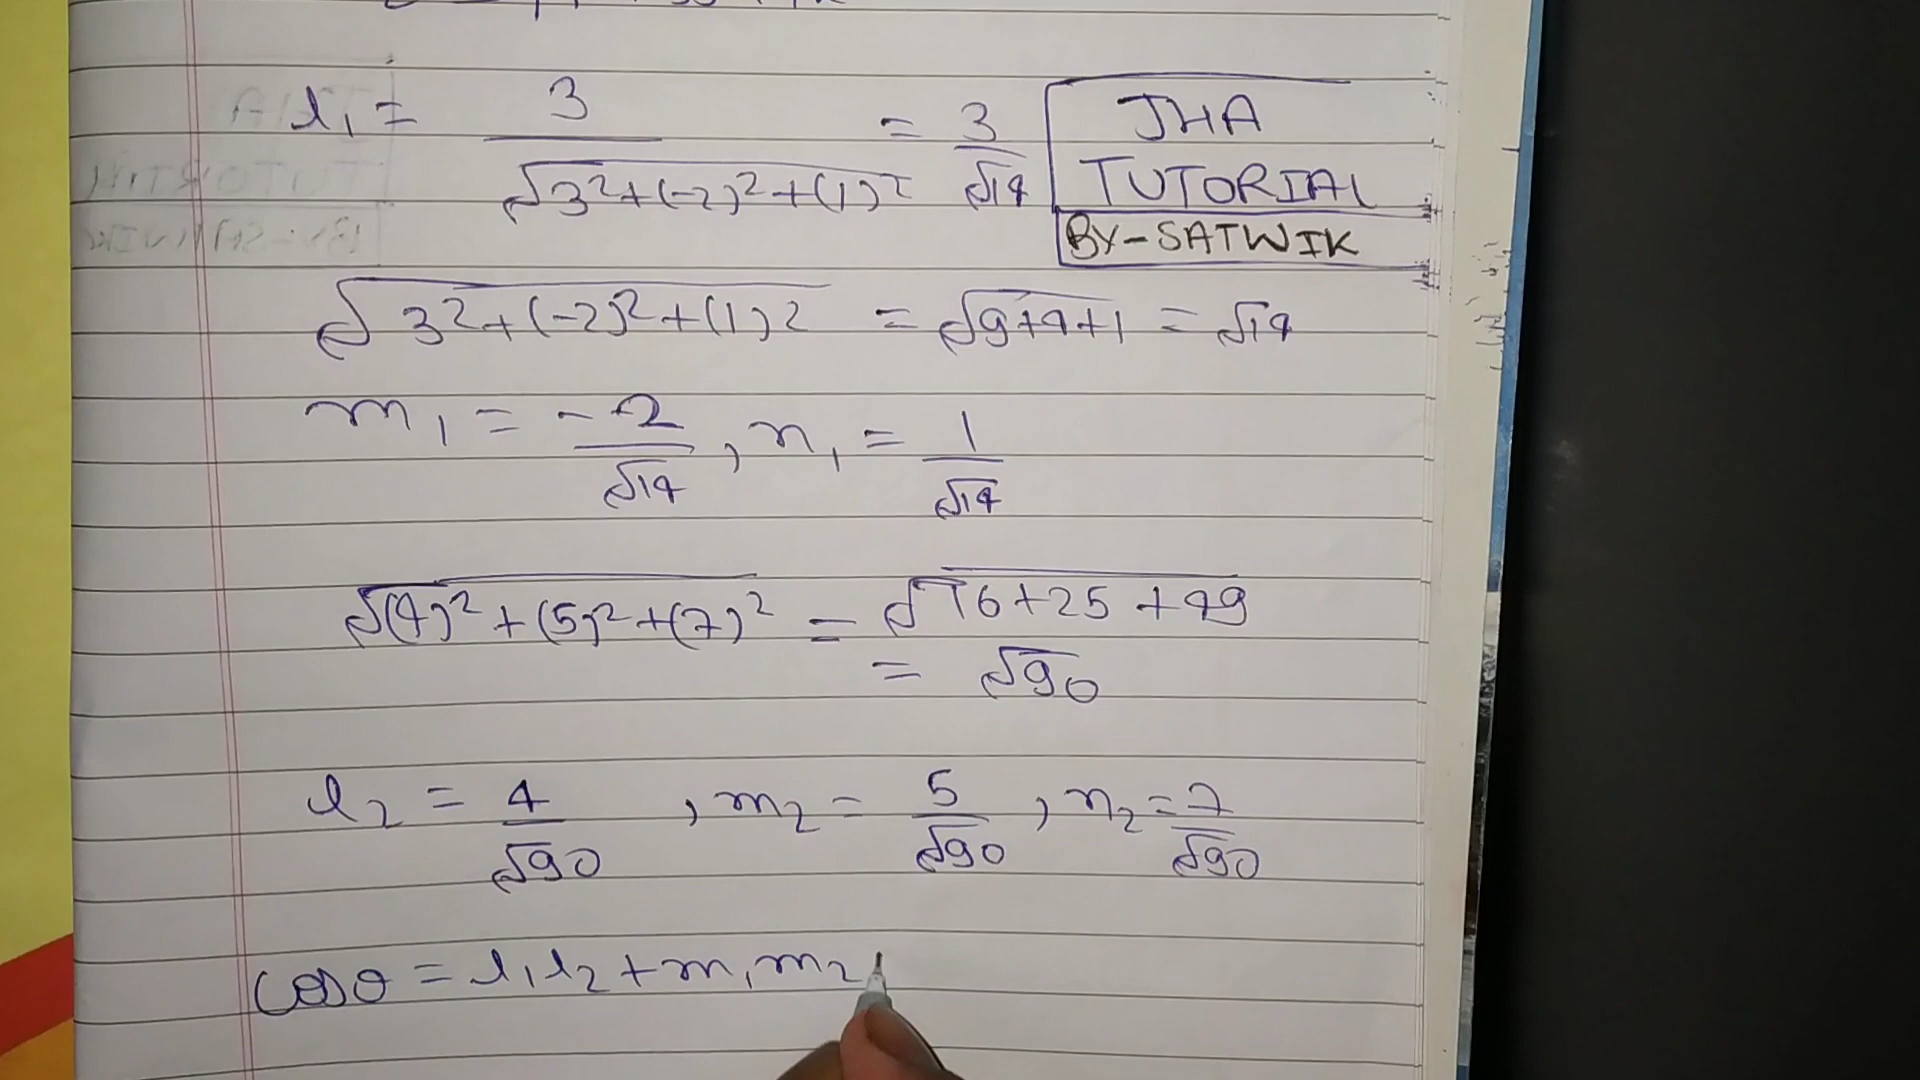 l₁ = 3/√(3²+(-2)²+(1)²) = 3/√14
JHA
TUTORIAL
BY-SATWIK
√(3²+(-2)²+(1)²) = √(9+4+1) = √14
m₁ = -2/√14, n₁ = 1/√14
√((4)²+(5)²+(7)²) = √(16+25+49)
= √90
l₂ = 4/√90, m₂ = 5/√90, n₂ = 7/√90
cosθ = l₁l₂+m₁m₂